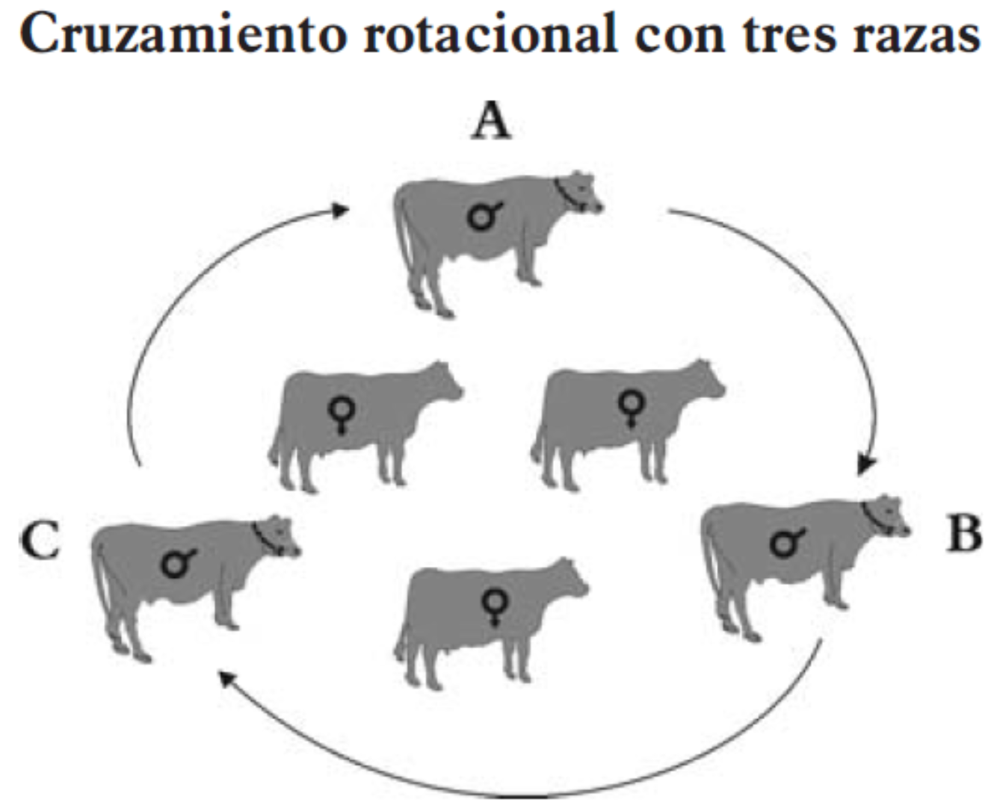 Cruzamiento rotacional con tres razas
A
♂
♀ ♀
C ♂ ♂ B
♀